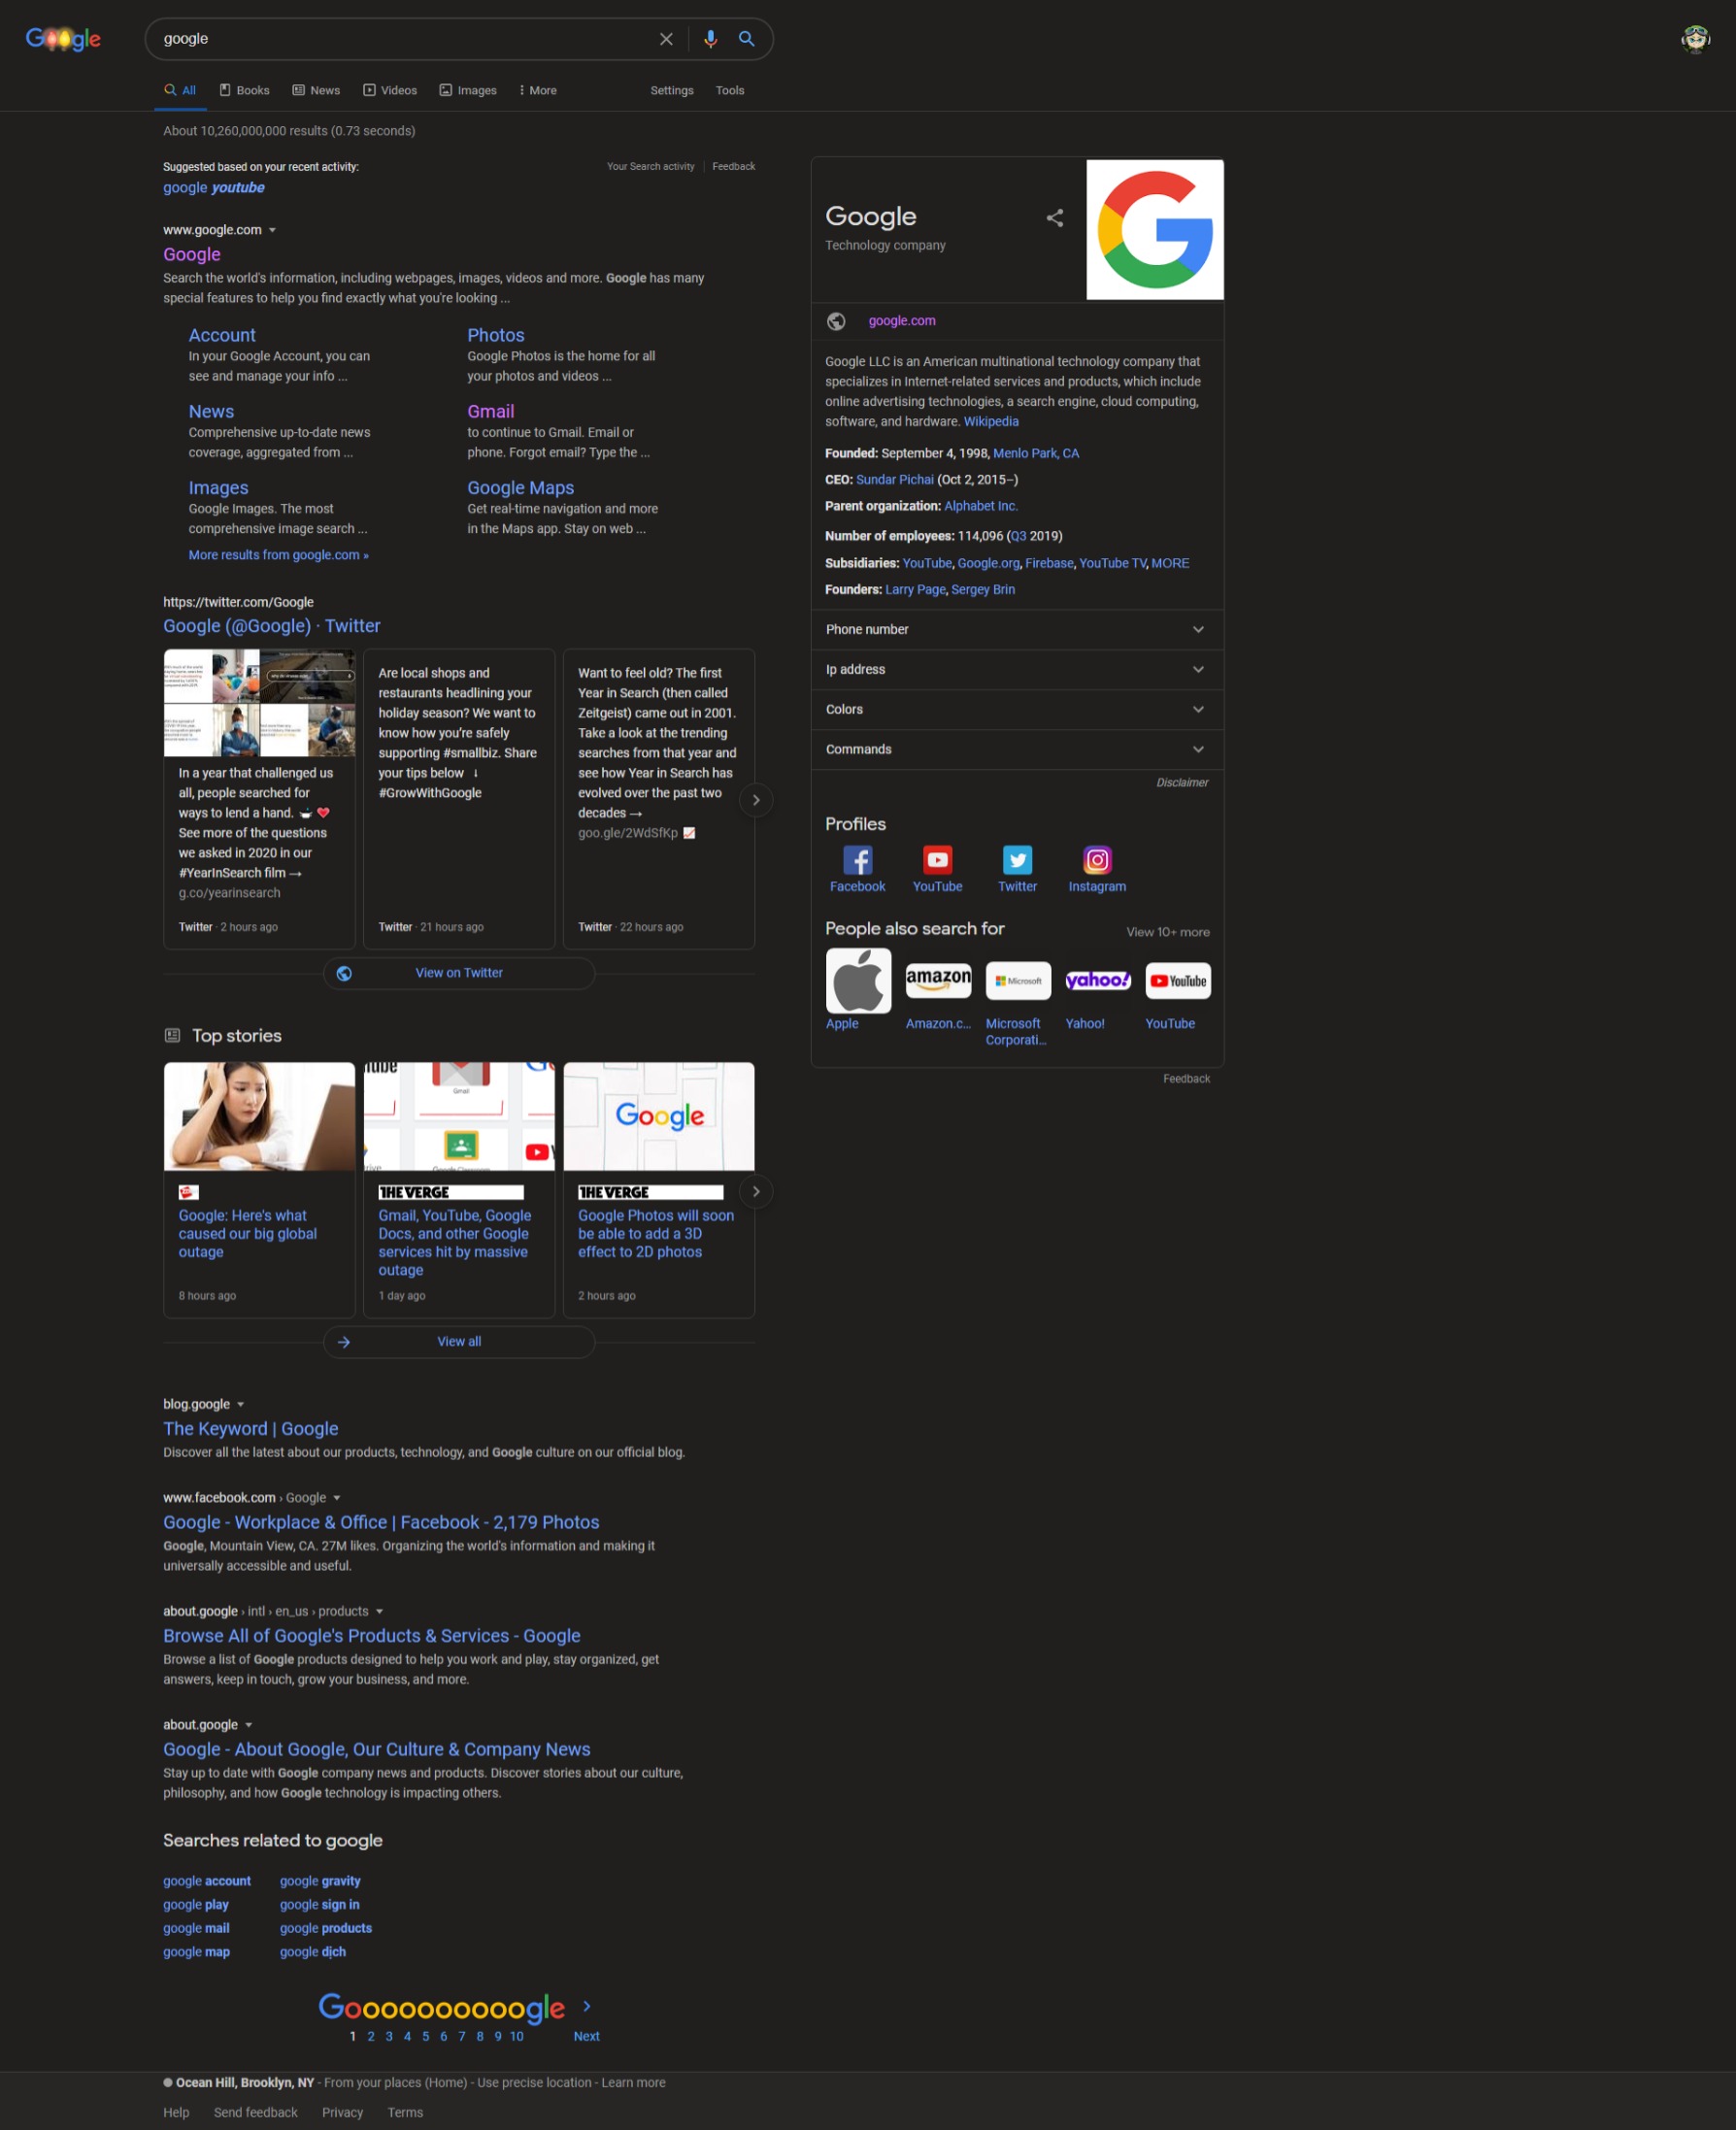 Google
google
All
Books
News
Videos
Images
More
Settings
Tools
About 10,260,000,000 results (0.73 seconds)
Suggested based on your recent activity:
Your Search activity
Feedback
google youtube
www.google.com
Google
Search the world's information, including webpages, images, videos and more. Google has many
special features to help you find exactly what you're looking ...
Account
In your Google Account, you can
see and manage your info ...
Photos
Google Photos is the home for all
your photos and videos ...
News
Comprehensive up-to-date news
coverage, aggregated from ...
Gmail
to continue to Gmail. Email or
phone. Forgot email? Type the ...
Images
Google Images. The most
comprehensive image search ...
Google Maps
Get real-time navigation and more
in the Maps app. Stay on web ...
More results from google.com »
https://twitter.com/Google
Google (@Google) · Twitter
In a year that challenged us
all, people searched for
ways to lend a hand. 🍲 ❤️
See more of the questions
we asked in 2020 in our
#YearInSearch film →
g.co/yearinsearch
Twitter · 2 hours ago
Are local shops and
restaurants headlining your
holiday season? We want to
know how you're safely
supporting #smallbiz. Share
your tips below ↓
#GrowWithGoogle
Twitter · 21 hours ago
Want to feel old? The first
Year in Search (then called
Zeitgeist) came out in 2001.
Take a look at the trending
searches from that year and
see how Year in Search has
evolved over the past two
decades →
goo.gle/2WdSfKp 📈
Twitter · 22 hours ago
View on Twitter
Top stories
Gmail
Google
Google: Here's what
caused our big global
outage
8 hours ago
THE VERGE
Gmail, YouTube, Google
Docs, and other Google
services hit by massive
outage
1 day ago
THE VERGE
Google Photos will soon
be able to add a 3D
effect to 2D photos
2 hours ago
View all
blog.google
The Keyword | Google
Discover all the latest about our products, technology, and Google culture on our official blog.
www.facebook.com › Google
Google - Workplace & Office | Facebook - 2,179 Photos
Google, Mountain View, CA. 27M likes. Organizing the world's information and making it
universally accessible and useful.
about.google › intl › en_us › products
Browse All of Google's Products & Services - Google
Browse a list of Google products designed to help you work and play, stay organized, get
answers, keep in touch, grow your business, and more.
about.google
Google - About Google, Our Culture & Company News
Stay up to date with Google company news and products. Discover stories about our culture,
philosophy, and how Google technology is impacting others.
Searches related to google
google account
google gravity
google play
google sign in
google mail
google products
google map
google dịch
Goooooooooogle
1 2 3 4 5 6 7 8 9 10 Next
Google
Technology company
G
google.com
Google LLC is an American multinational technology company that
specializes in Internet-related services and products, which include
online advertising technologies, a search engine, cloud computing,
software, and hardware. Wikipedia
Founded: September 4, 1998, Menlo Park, CA
CEO: Sundar Pichai (Oct 2, 2015–)
Parent organization: Alphabet Inc.
Number of employees: 114,096 (Q3 2019)
Subsidiaries: YouTube, Google.org, Firebase, YouTube TV, MORE
Founders: Larry Page, Sergey Brin
Phone number
Ip address
Colors
Commands
Disclaimer
Profiles
Facebook
YouTube
Twitter
Instagram
People also search for
View 10+ more
amazon
Microsoft
yahoo!
YouTube
Apple
Amazon.c...
Microsoft
Corporati...
Yahoo!
YouTube
Feedback
Ocean Hill, Brooklyn, NY - From your places (Home) - Use precise location - Learn more
Help
Send feedback
Privacy
Terms